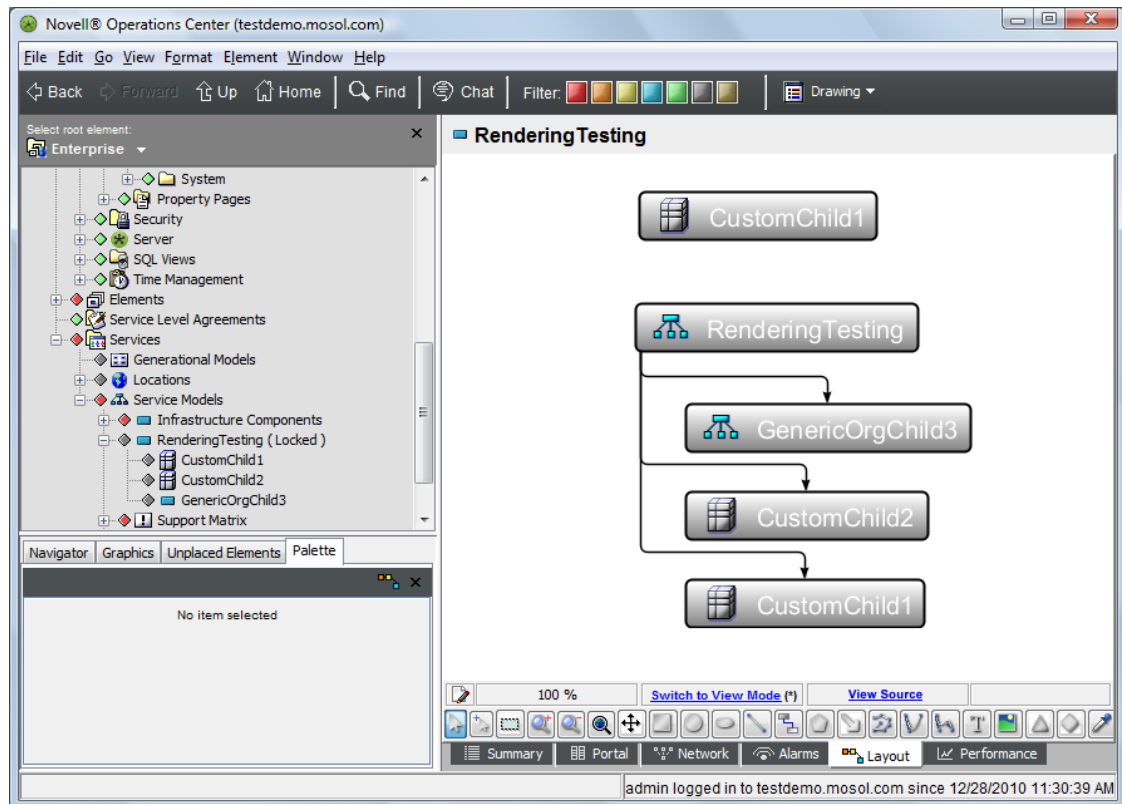 Novell® Operations Center (testdemo.mosol.com)
File Edit Go View Format Element Window Help
Back Forward Up Home Find Chat Filter: Drawing
Select root element:
Enterprise
System
Property Pages
Security
Server
SQL Views
Time Management
Elements
Service Level Agreements
Services
Generational Models
Locations
Service Models
Infrastructure Components
RenderingTesting ( Locked )
CustomChild1
CustomChild2
GenericOrgChild3
Support Matrix
Navigator Graphics Unplaced Elements Palette
No item selected
RenderingTesting
CustomChild1
RenderingTesting
GenericOrgChild3
CustomChild2
CustomChild1
100 % Switch to View Mode (*) View Source
Summary Portal Network Alarms Layout Performance
admin logged in to testdemo.mosol.com since 12/28/2010 11:30:39 AM